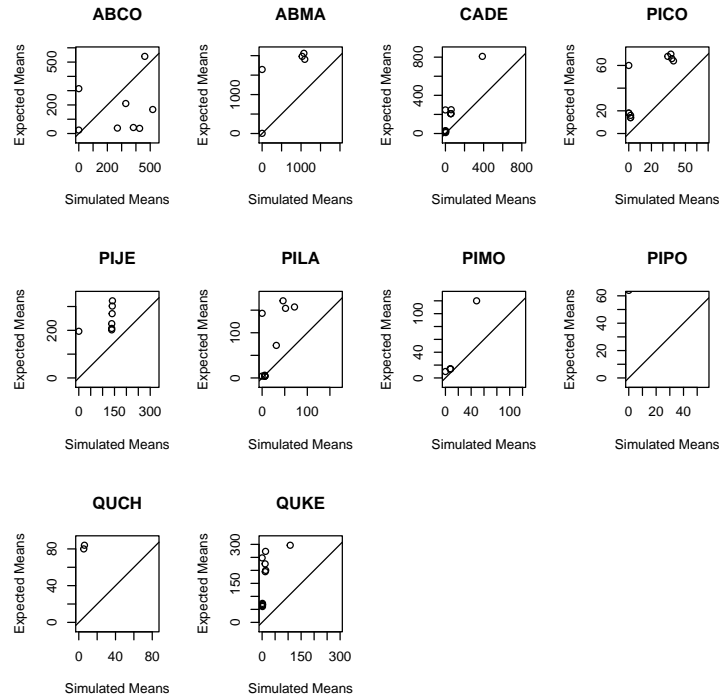 ABCO
Expected Means
0 200 500
0 200 500
Simulated Means
ABMA
Expected Means
0 1000
0 1000
Simulated Means
CADE
Expected Means
0 400 800
0 400 800
Simulated Means
PICO
Expected Means
0 20 60
0 20 60
Simulated Means
PIJE
Expected Means
0 200
0 150 300
Simulated Means
PILA
Expected Means
0 100
0 100
Simulated Means
PIMO
Expected Means
0 40 100
0 40 100
Simulated Means
PIPO
Expected Means
0 20 40 60
0 20 40
Simulated Means
QUCH
Expected Means
0 40 80
0 40 80
Simulated Means
QUKE
Expected Means
0 150 300
0 150 300
Simulated Means